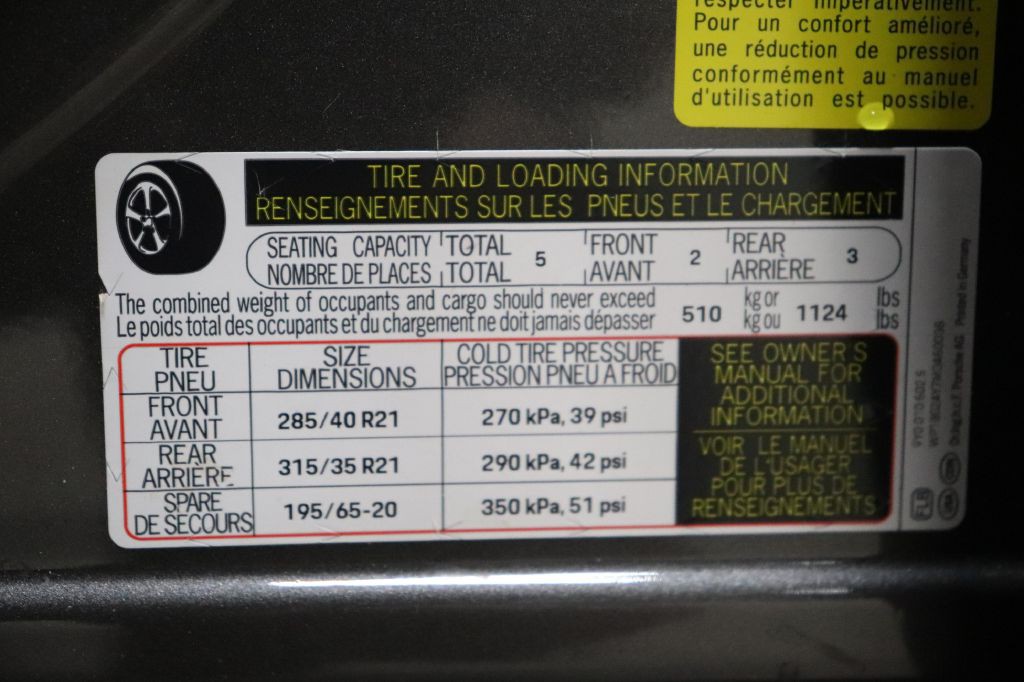 respecter impérativement.
Pour un confort amélioré,
une réduction de pression
conformément au manuel
d'utilisation est possible.
TIRE AND LOADING INFORMATION
RENSEIGNEMENTS SUR LES PNEUS ET LE CHARGEMENT
SEATING CAPACITY TOTAL 5 FRONT 2 REAR 3
NOMBRE DE PLACES TOTAL AVANT ARRIÈRE
The combined weight of occupants and cargo should never exceed 510 kg or 1124 lbs
Le poids total des occupants et du chargement ne doit jamais dépasser kg ou lbs
TIRE SIZE COLD TIRE PRESSURE
PNEU DIMENSIONS PRESSION PNEU A FROID
FRONT
AVANT 285/40 R21 270 kPa, 39 psi
REAR
ARRIÈRE 315/35 R21 290 kPa, 42 psi
SPARE
DE SECOURS 195/65-20 350 kPa, 51 psi
SEE OWNER'S
MANUAL FOR
ADDITIONAL
INFORMATION
VOIR LE MANUEL
DE L'USAGER
POUR PLUS DE
RENSEIGNEMENTS
Porsche AG Printed in Germany
FLR